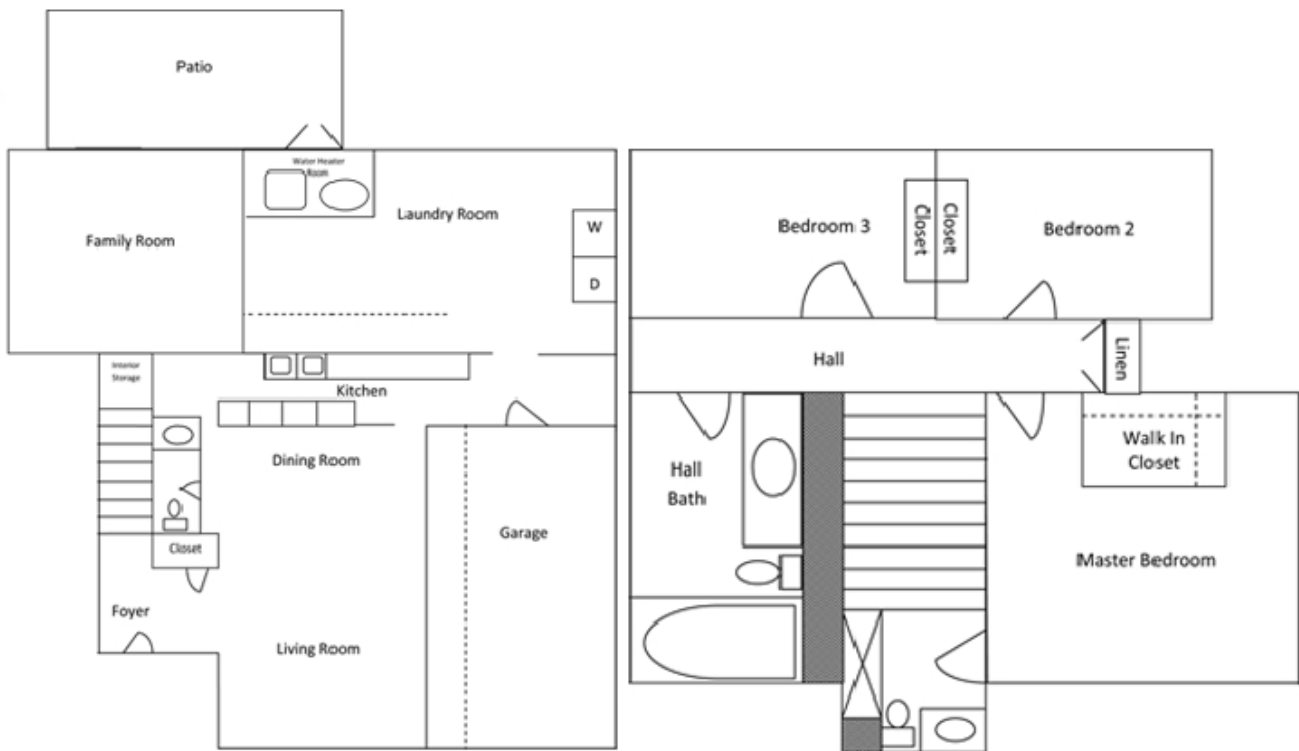 Patio
Water Heater
Room
Laundry Room
W
Family Room
D
Interior
Storage
Kitchen
Dining Room
Garage
Closet
Foyer
Living Room
Bedroom 3
Closet
Closet
Bedroom 2
Hall
Linen
Walk In
Closet
Hall
Bath
Master Bedroom